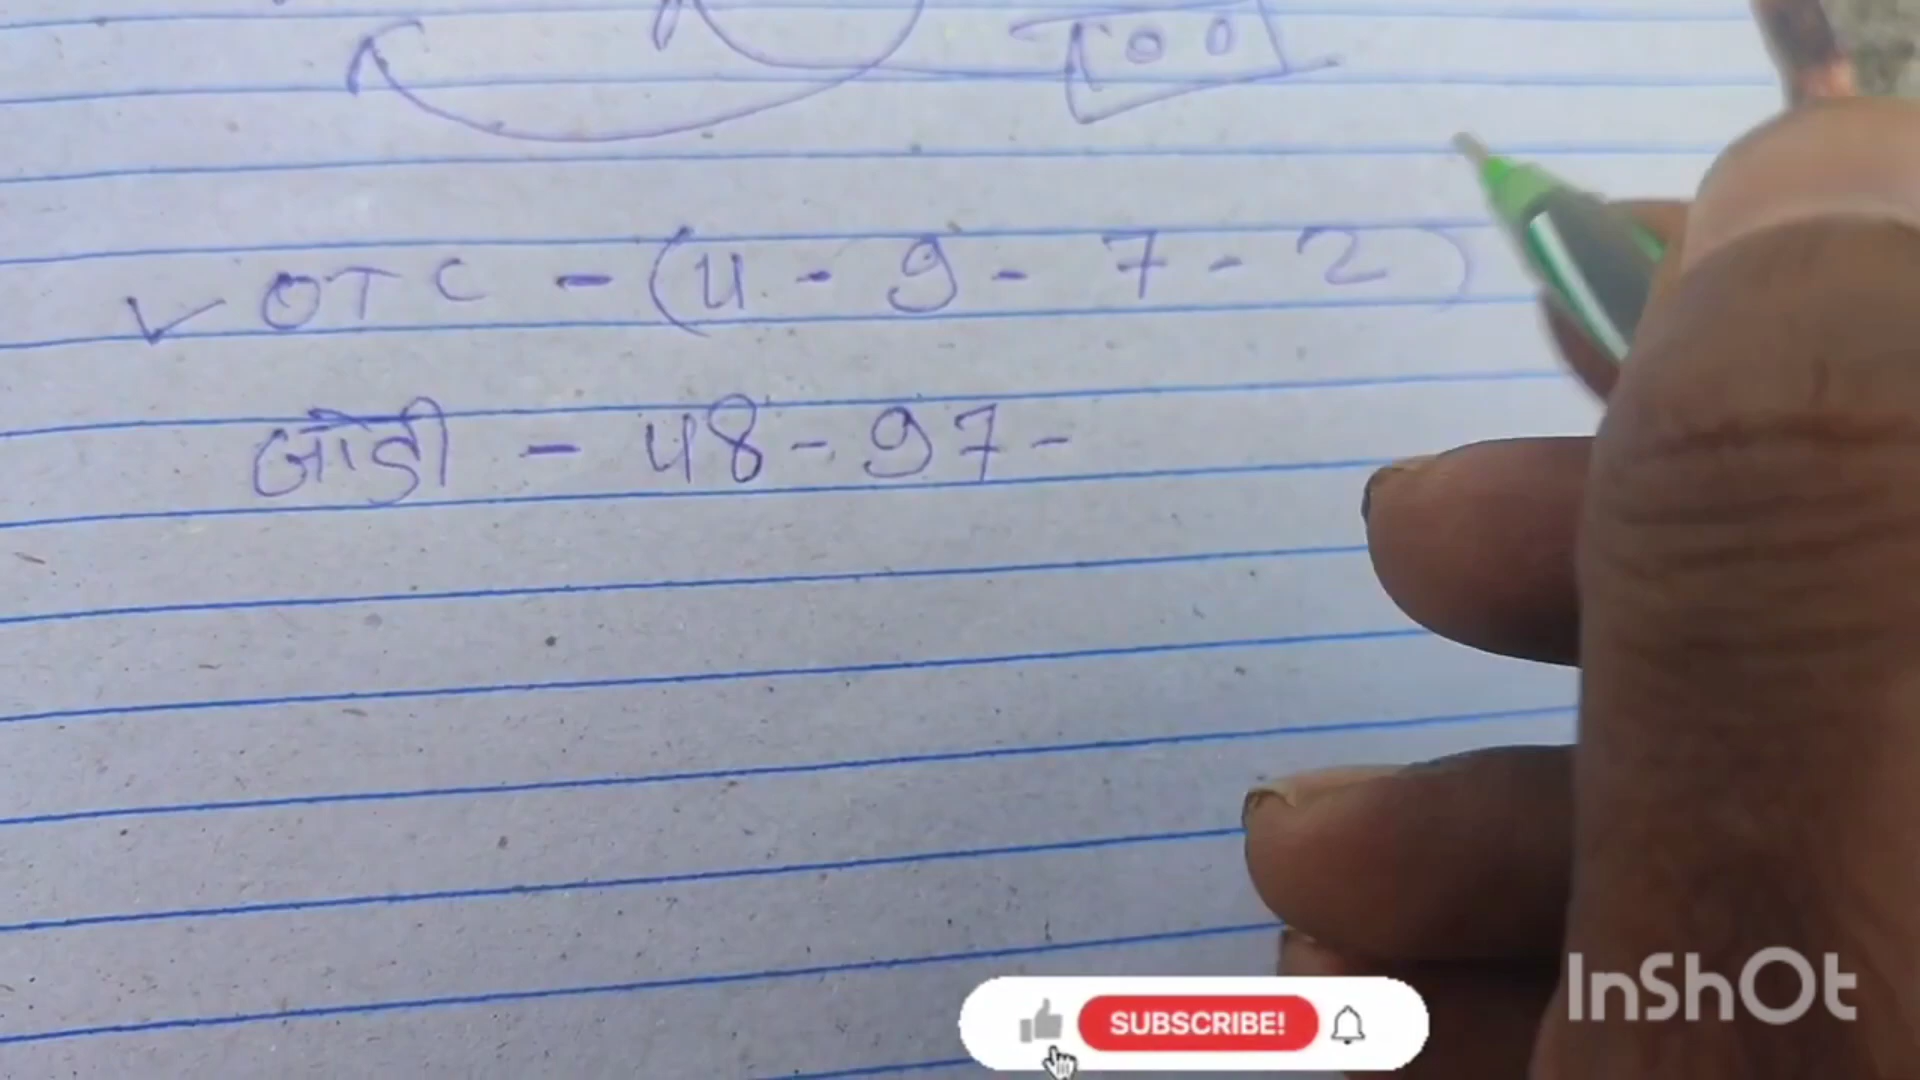 100
✓ OTC - (4 - 9 - 7 - 2)
जोडी - 48 - 97 -
SUBSCRIBE!
InShOt